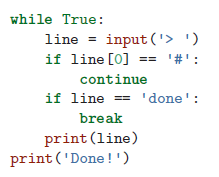 while True:
    line = input('> ')
    if line[0] == '#':
        continue
    if line == 'done':
        break
    print(line)
print('Done!')